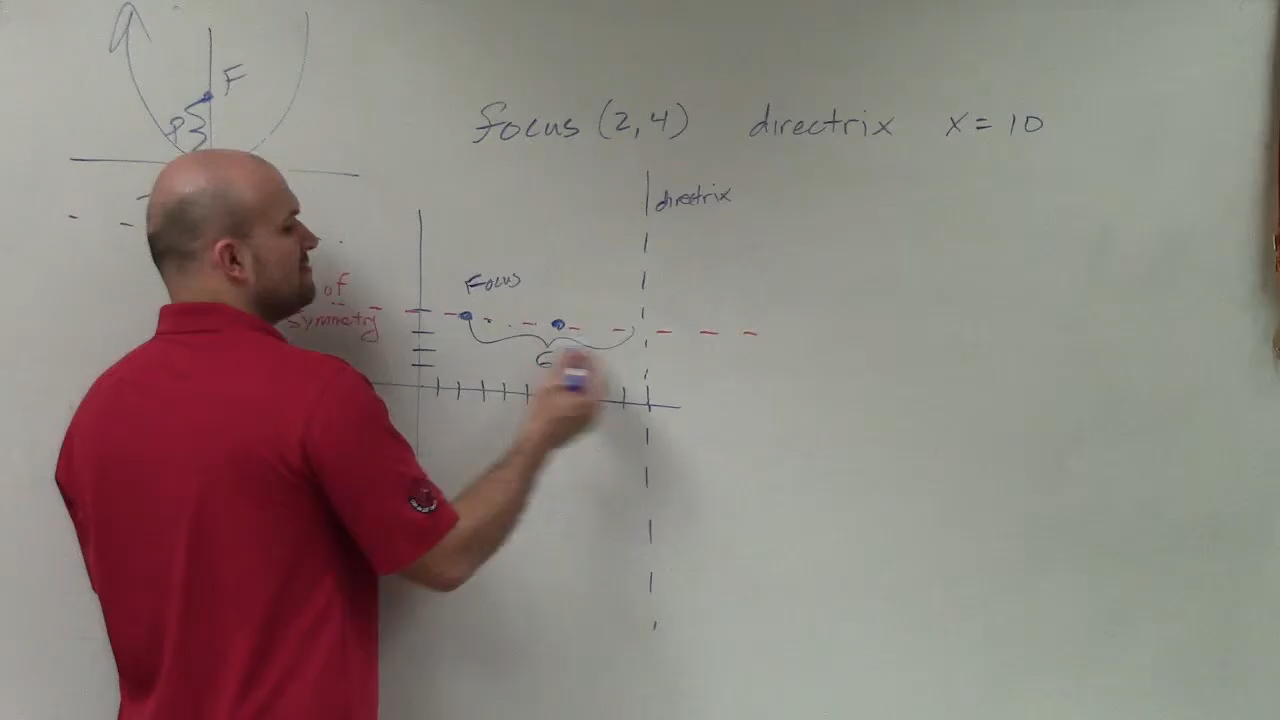 F
P
focus (2,4) directrix x = 10
directrix
Focus
of
Symmetry
6